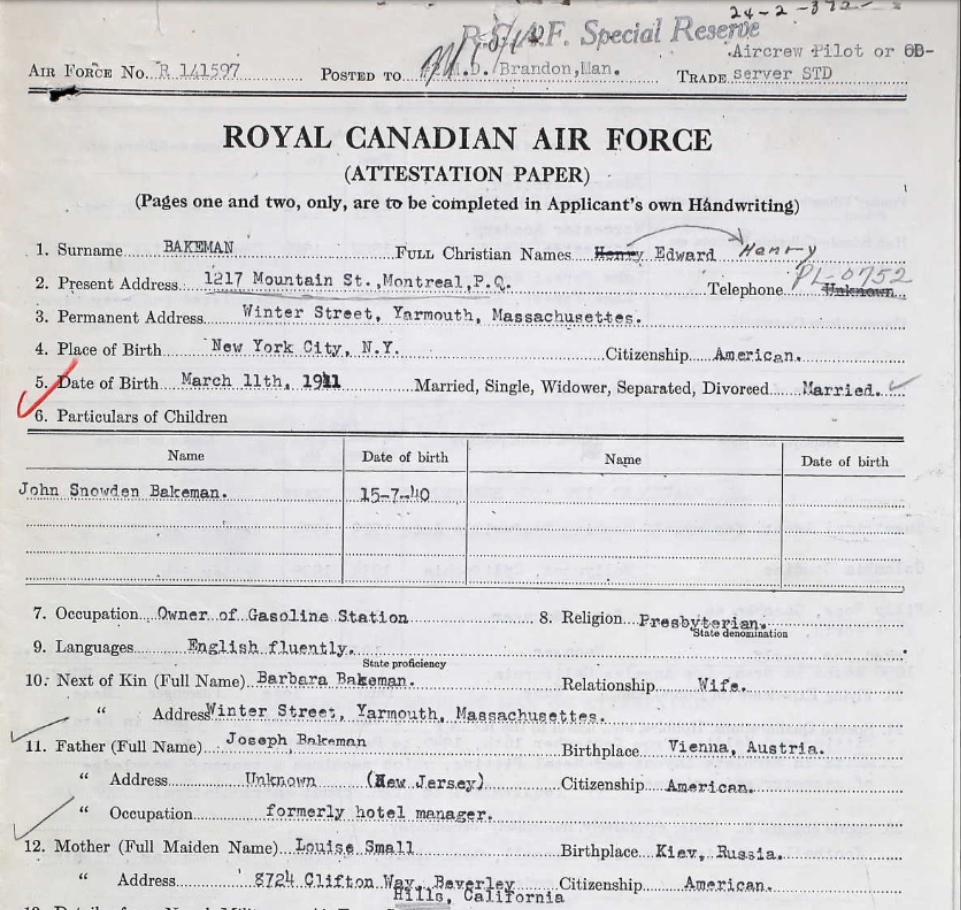 24-2-372
R.C.A.F. Special Reserve
Aircrew Pilot or OB-
AIR FORCE NO. R 141597 POSTED TO M.D. Brandon, Man. TRADE server STD
ROYAL CANADIAN AIR FORCE
(ATTESTATION PAPER)
(Pages one and two, only, are to be completed in Applicant's own Handwriting)
1. Surname BAKEMAN FULL Christian Names Henry Edward Henry
2. Present Address 1217 Mountain St., Montreal, P.Q. Telephone Unknown PL-0752
3. Permanent Address Winter Street, Yarmouth, Massachusettes.
4. Place of Birth New York City, N.Y. Citizenship American.
5. Date of Birth March 11th, 1911 Married, Single, Widower, Separated, Divorced Married.
6. Particulars of Children
Name Date of birth Name Date of birth
John Snowden Bakeman. 15-7-40
7. Occupation Owner of Gasoline Station 8. Religion Presbyterian.
State denomination
9. Languages English fluently.
State proficiency
10. Next of Kin (Full Name) Barbara Bakeman. Relationship Wife.
" Address Winter Street, Yarmouth, Massachusettes.
11. Father (Full Name) Joseph Bakeman Birthplace Vienna, Austria.
" Address Unknown (New Jersey) Citizenship American.
" Occupation formerly hotel manager.
12. Mother (Full Maiden Name) Louise Small Birthplace Kiev, Russia.
" Address 8724 Clifton Way, Beverley Citizenship American.
Hills, California